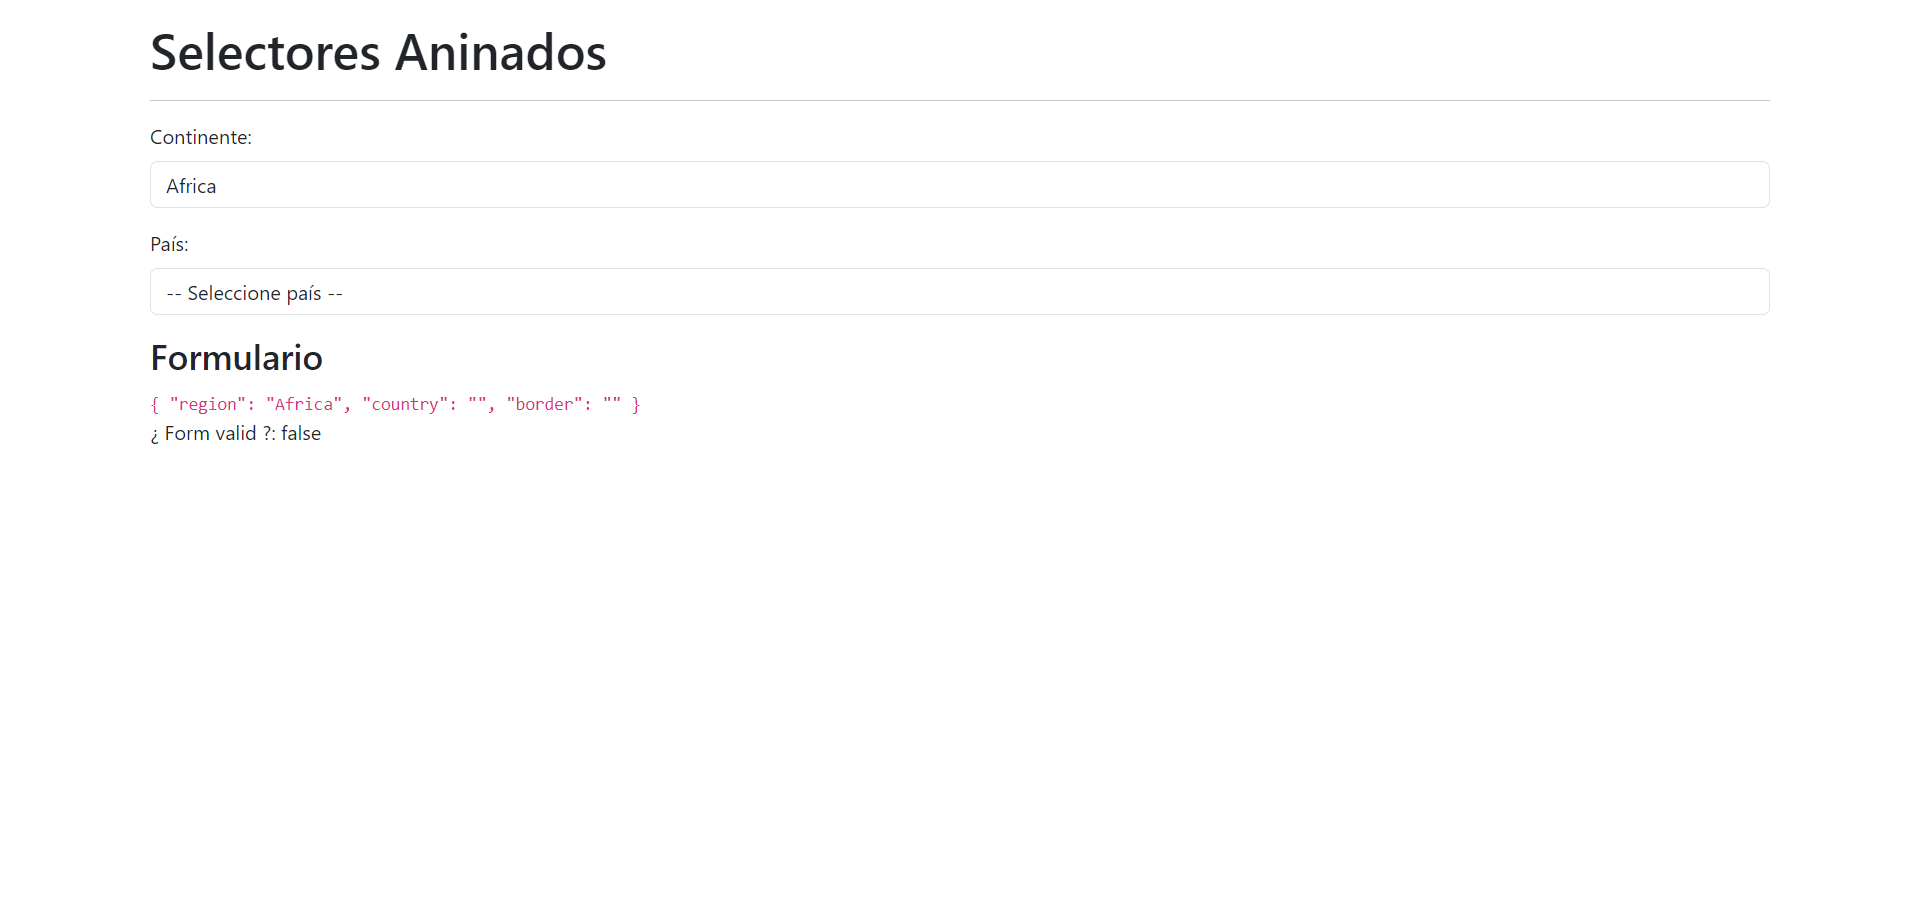 Selectores Aninados
Continente:
Africa
País:
-- Seleccione país --
Formulario
{ "region": "Africa", "country": "", "border": "" }
¿ Form valid ?: false